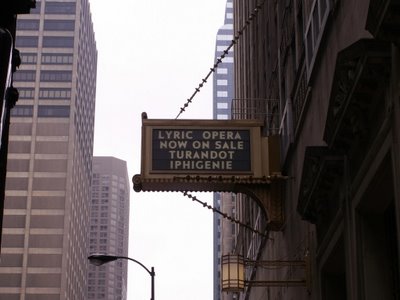 LYRIC OPERA
NOW ON SALE
TURANDOT
IPHIGENIE